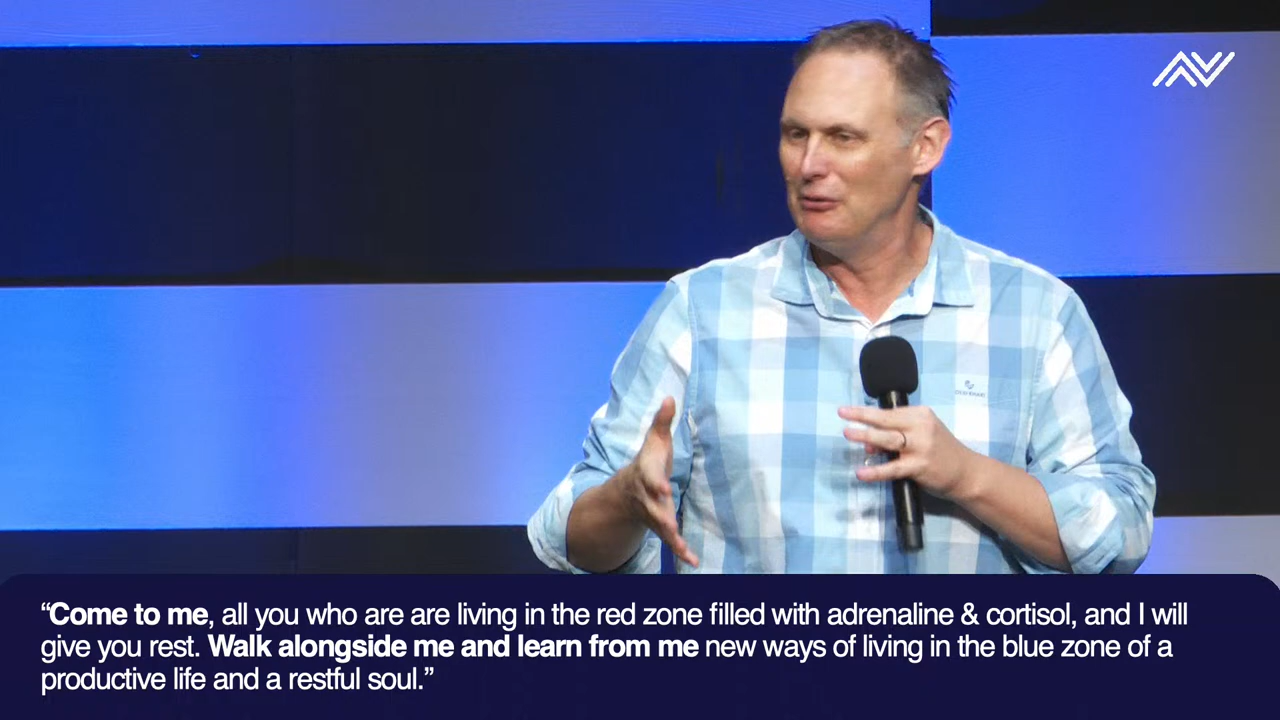 “Come to me, all you who are are living in the red zone filled with adrenaline & cortisol, and I will
give you rest. Walk alongside me and learn from me new ways of living in the blue zone of a
productive life and a restful soul.”